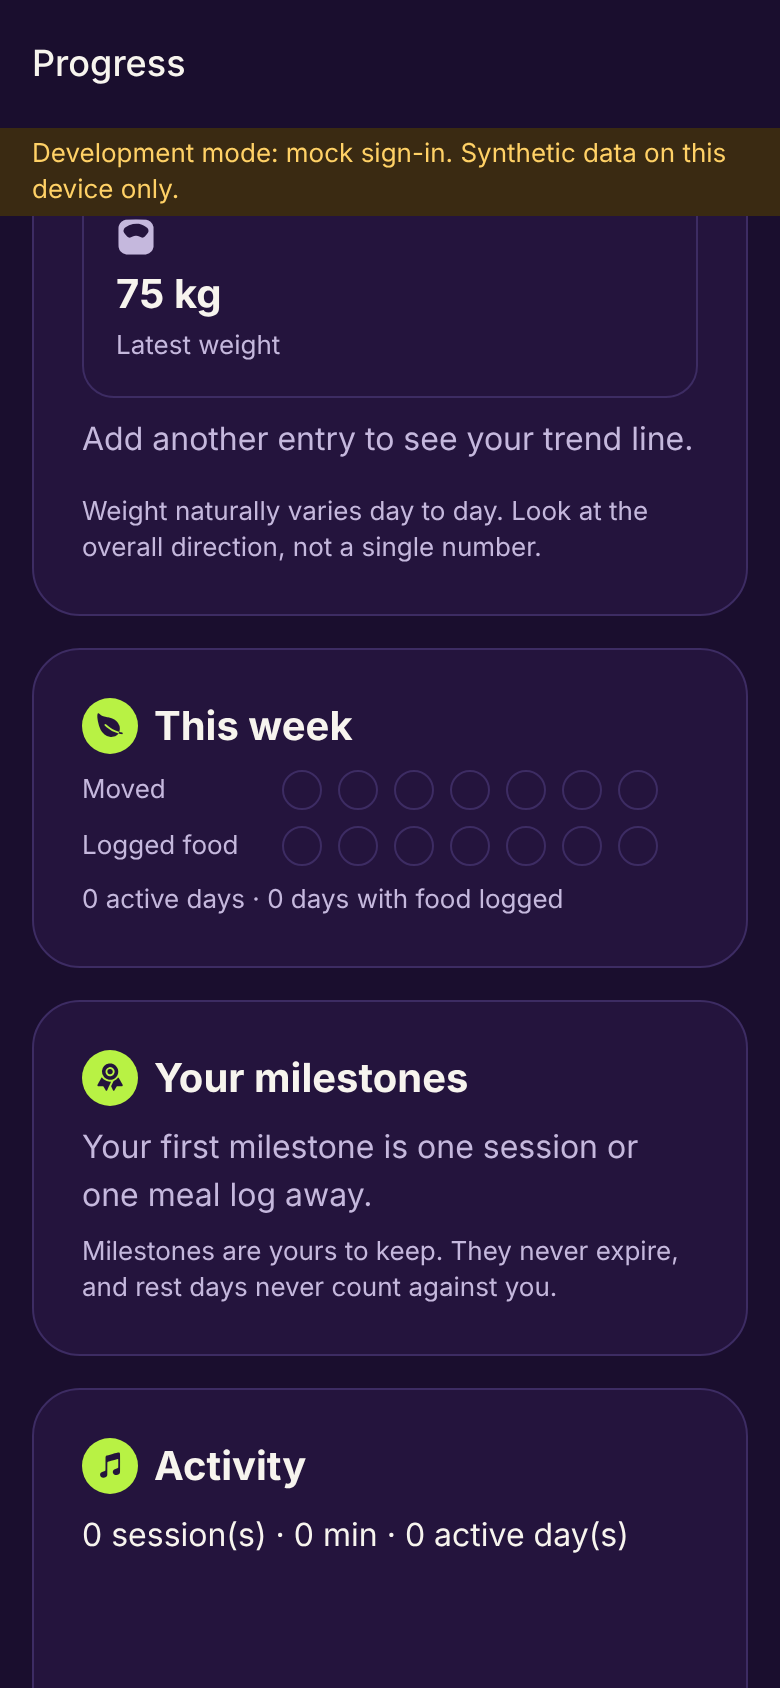 Progress
Development mode: mock sign-in. Synthetic data on this
device only.
75 kg
Latest weight
Add another entry to see your trend line.
Weight naturally varies day to day. Look at the
overall direction, not a single number.
This week
Moved
Logged food
0 active days · 0 days with food logged
Your milestones
Your first milestone is one session or
one meal log away.
Milestones are yours to keep. They never expire,
and rest days never count against you.
Activity
0 session(s) · 0 min · 0 active day(s)